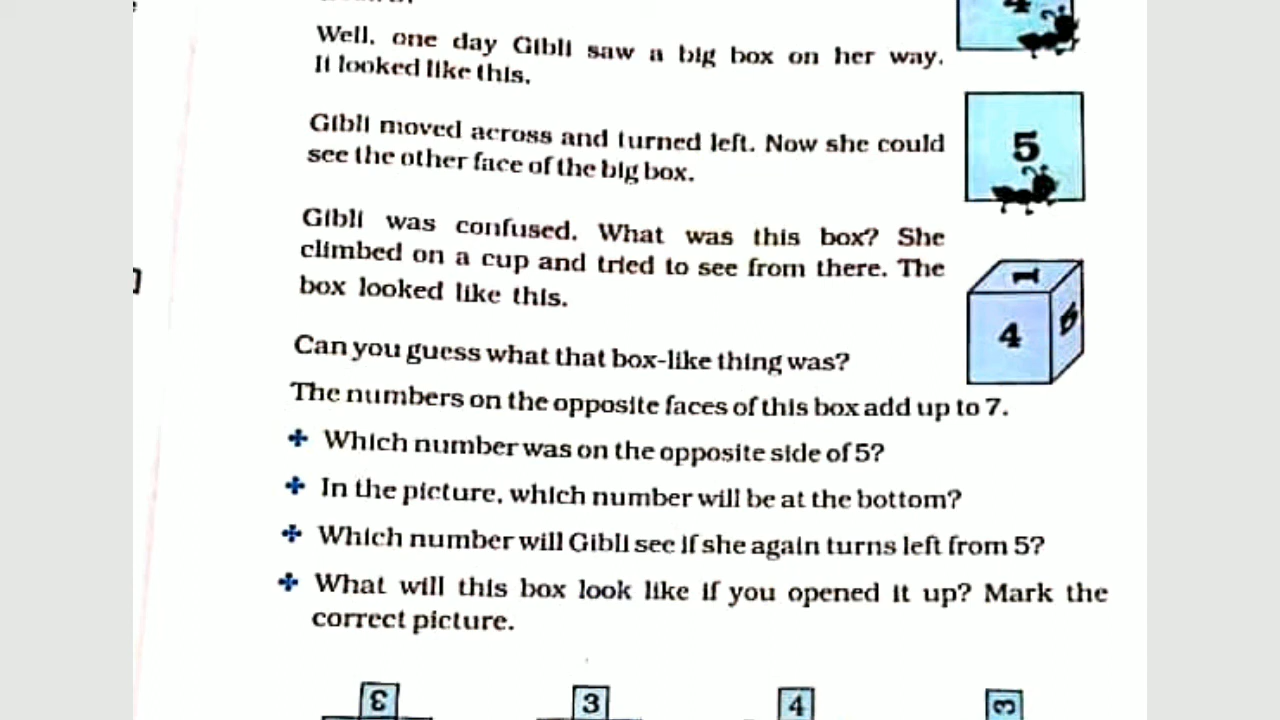 4
Well, one day Gibli saw a big box on her way.
It looked like this.
5
Gibli moved across and turned left. Now she could
see the other face of the big box.
Gibli was confused. What was this box? She
climbed on a cup and tried to see from there. The
box looked like this.
1
4
5
Can you guess what that box-like thing was?
The numbers on the opposite faces of this box add up to 7.
Which number was on the opposite side of 5?
In the picture, which number will be at the bottom?
Which number will Gibli see if she again turns left from 5?
What will this box look like if you opened it up? Mark the
correct picture.
3 3 4 3